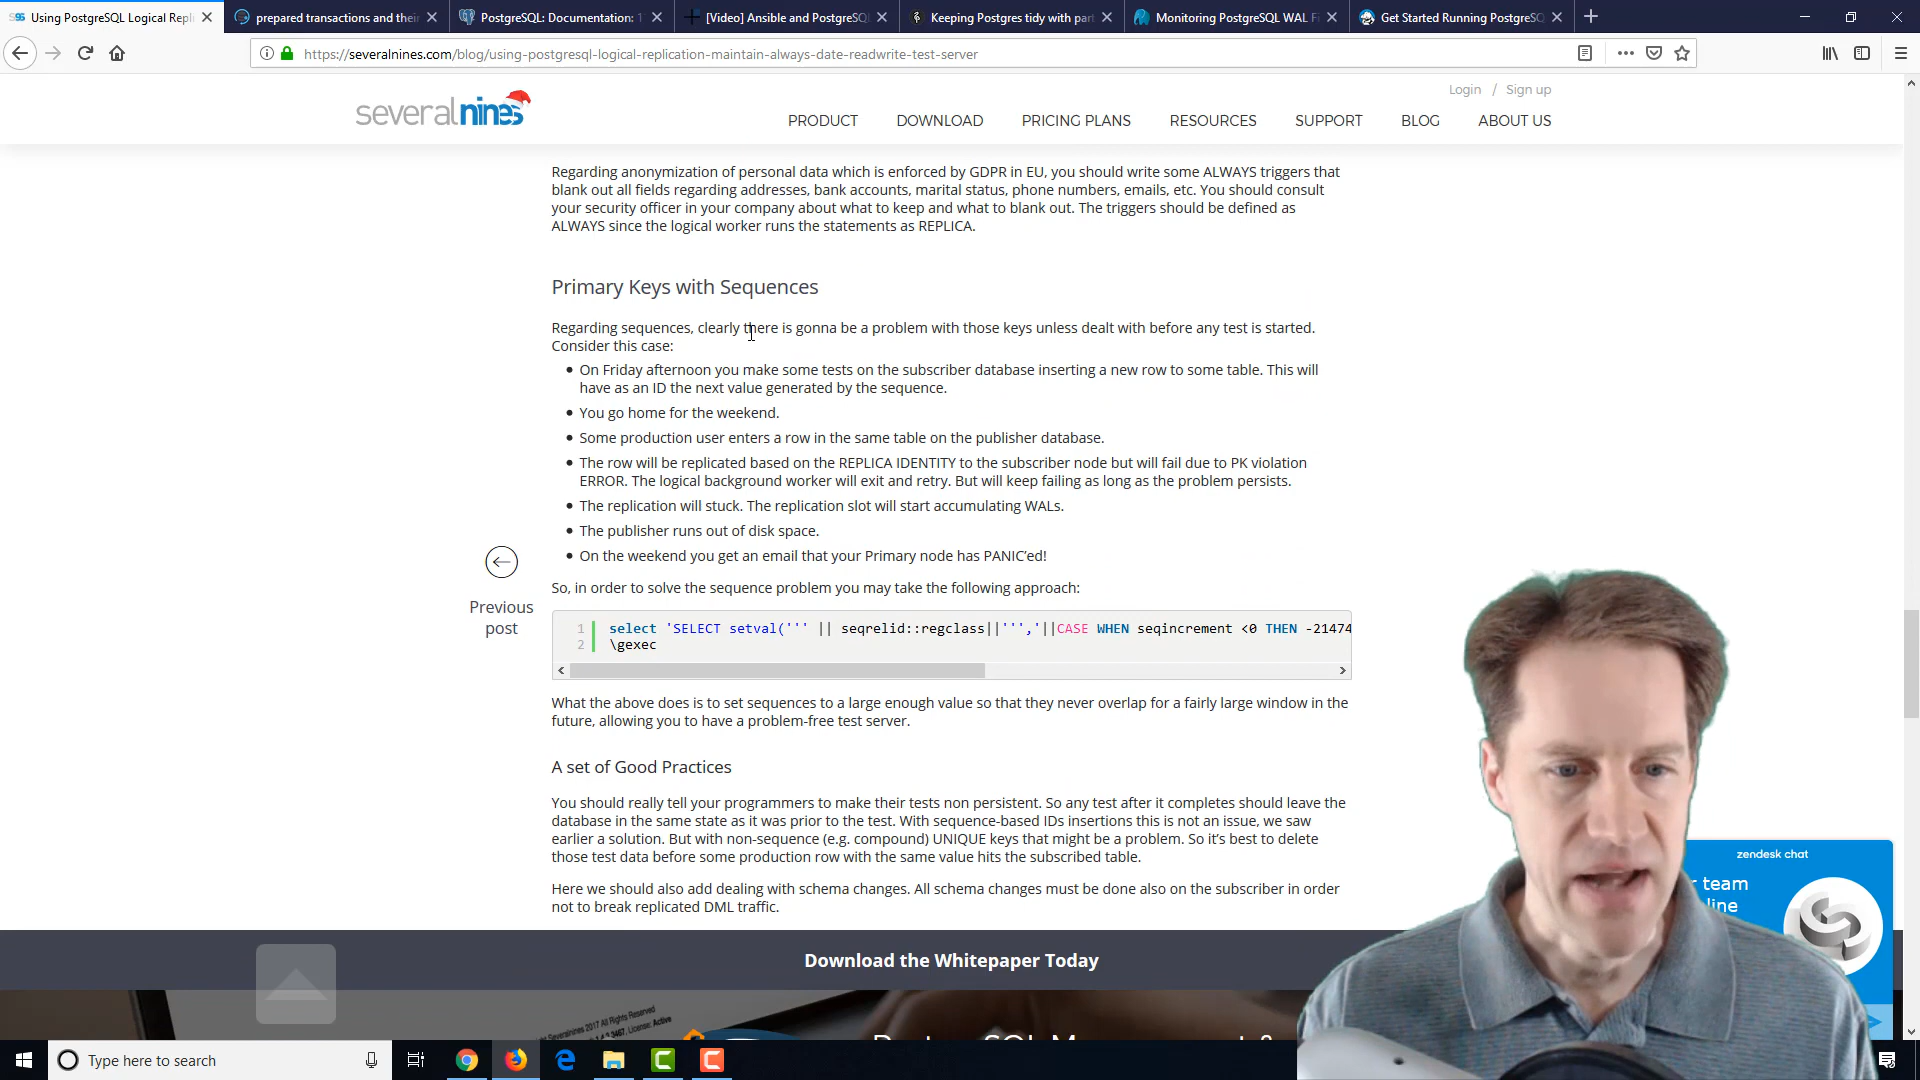 Using PostgreSQL Logical Repli
prepared transactions and their
PostgreSQL: Documentation: 1
[Video] Ansible and PostgreSQL
Keeping Postgres tidy with part
Monitoring PostgreSQL WAL Fi
Get Started Running PostgreSQ
https://severalnines.com/blog/using-postgresql-logical-replication-maintain-always-date-readwrite-test-server
Login / Sign up
severalnines
PRODUCT DOWNLOAD PRICING PLANS RESOURCES SUPPORT BLOG ABOUT US
Regarding anonymization of personal data which is enforced by GDPR in EU, you should write some ALWAYS triggers that
blank out all fields regarding addresses, bank accounts, marital status, phone numbers, emails, etc. You should consult
your security officer in your company about what to keep and what to blank out. The triggers should be defined as
ALWAYS since the logical worker runs the statements as REPLICA.
Primary Keys with Sequences
Regarding sequences, clearly there is gonna be a problem with those keys unless dealt with before any test is started.
Consider this case:
On Friday afternoon you make some tests on the subscriber database inserting a new row to some table. This will
have as an ID the next value generated by the sequence.
You go home for the weekend.
Some production user enters a row in the same table on the publisher database.
The row will be replicated based on the REPLICA IDENTITY to the subscriber node but will fail due to PK violation
ERROR. The logical background worker will exit and retry. But will keep failing as long as the problem persists.
The replication will stuck. The replication slot will start accumulating WALs.
The publisher runs out of disk space.
On the weekend you get an email that your Primary node has PANIC’ed!
Previous
post
So, in order to solve the sequence problem you may take the following approach:
1 select 'SELECT setval(''' || seqrelid::regclass||''','||CASE WHEN seqincrement <0 THEN -21474
2 \gexec
What the above does is to set sequences to a large enough value so that they never overlap for a fairly large window in the
future, allowing you to have a problem-free test server.
A set of Good Practices
You should really tell your programmers to make their tests non persistent. So any test after it completes should leave the
database in the same state as it was prior to the test. With sequence-based IDs insertions this is not an issue, we saw
earlier a solution. But with non-sequence (e.g. compound) UNIQUE keys that might be a problem. So it’s best to delete
those test data before some production row with the same value hits the subscribed table.
Here we should also add dealing with schema changes. All schema changes must be done also on the subscriber in order
not to break replicated DML traffic.
zendesk chat
r team
line
Download the Whitepaper Today
Type here to search